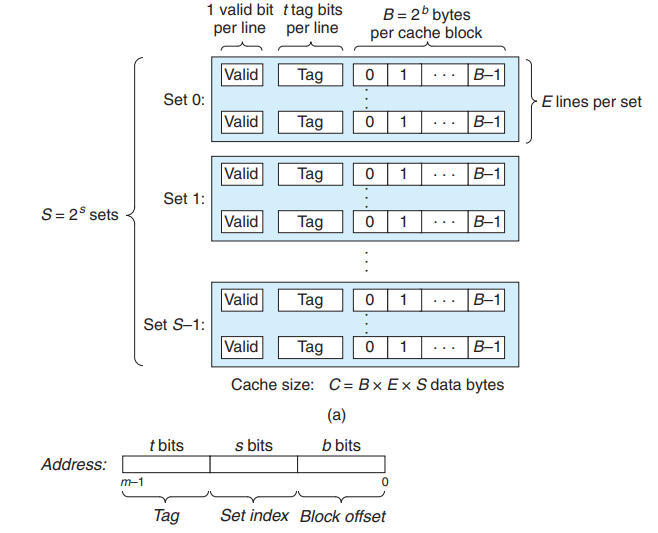 1 valid bit per line
t tag bits per line
B = 2^b bytes per cache block
Valid Tag 0 1 · · · B–1
Set 0:
Valid Tag 0 1 · · · B–1
E lines per set
Valid Tag 0 1 · · · B–1
Set 1:
Valid Tag 0 1 · · · B–1
S = 2^s sets
Valid Tag 0 1 · · · B–1
Set S–1:
Valid Tag 0 1 · · · B–1
Cache size: C = B × E × S data bytes
(a)
t bits s bits b bits
Address:
m–1 0
Tag Set index Block offset